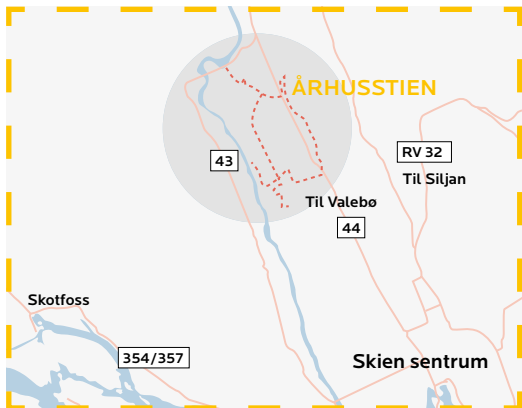 ÅRHUSSTIEN
RV 32
43
Til Siljan
Til Valebø
44
Skotfoss
354/357
Skien sentrum